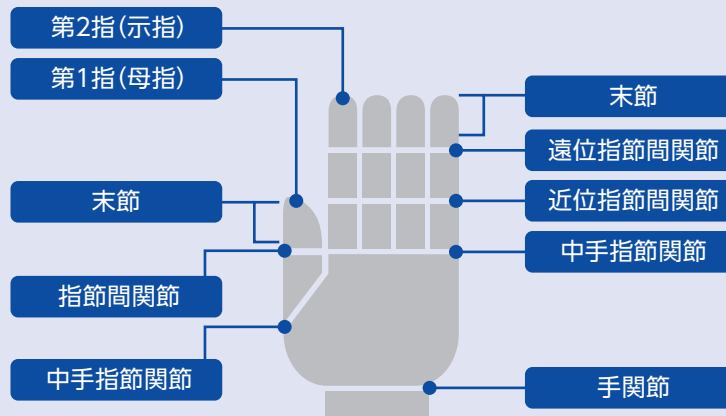 第2指(示指)
第1指(母指)
末節
指節間関節
中手指節関節
末節
遠位指節間関節
近位指節間関節
中手指節関節
手関節